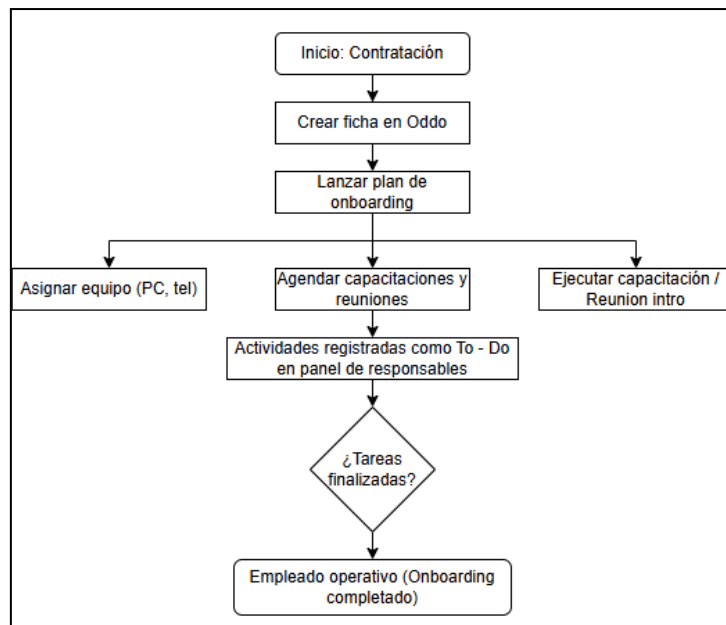 Inicio: Contratación
Crear ficha en Oddo
Lanzar plan de
onboarding
Asignar equipo (PC, tel)
Agendar capacitaciones y
reuniones
Ejecutar capacitación /
Reunion intro
Actividades registradas como To - Do
en panel de responsables
¿Tareas
finalizadas?
Empleado operativo (Onboarding
completado)